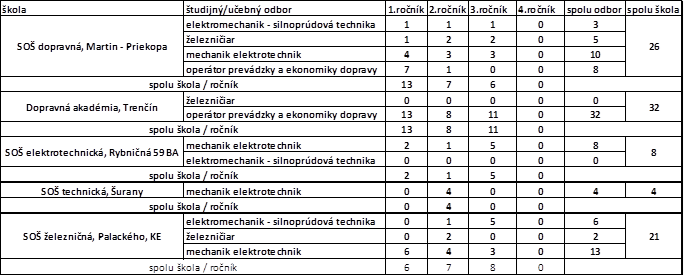 škola študijný/učebný odbor 1.ročník 2.ročník 3.ročník 4.ročník spolu odbor spolu škola
SOŠ dopravná, Martin - Priekopa elektromechanik - silnoprúdová technika 1 1 1 0 3 26
železničiar 1 2 2 0 5
mechanik elektrotechnik 4 3 3 0 10
operátor prevádzky a ekonomiky dopravy 7 1 0 0 8
spolu škola / ročník 13 7 6 0
Dopravná akadémia, Trenčín železničiar 0 0 0 0 0 32
operátor prevádzky a ekonomiky dopravy 13 8 11 0 32
spolu škola / ročník 13 8 11 0
SOŠ elektrotechnická, Rybničná 59 BA mechanik elektrotechnik 2 1 5 0 8 8
elektromechanik - silnoprúdová technika 0 0 0 0 0
spolu škola / ročník 2 1 5 0
SOŠ technická, Šurany mechanik elektrotechnik 0 4 0 0 4 4
spolu škola / ročník 0 4 0 0
SOŠ železničná, Palackého, KE elektromechanik - silnoprúdová technika 0 1 5 0 6 21
železničiar 0 2 0 0 2
mechanik elektrotechnik 6 4 3 0 13
spolu škola / ročník 6 7 8 0